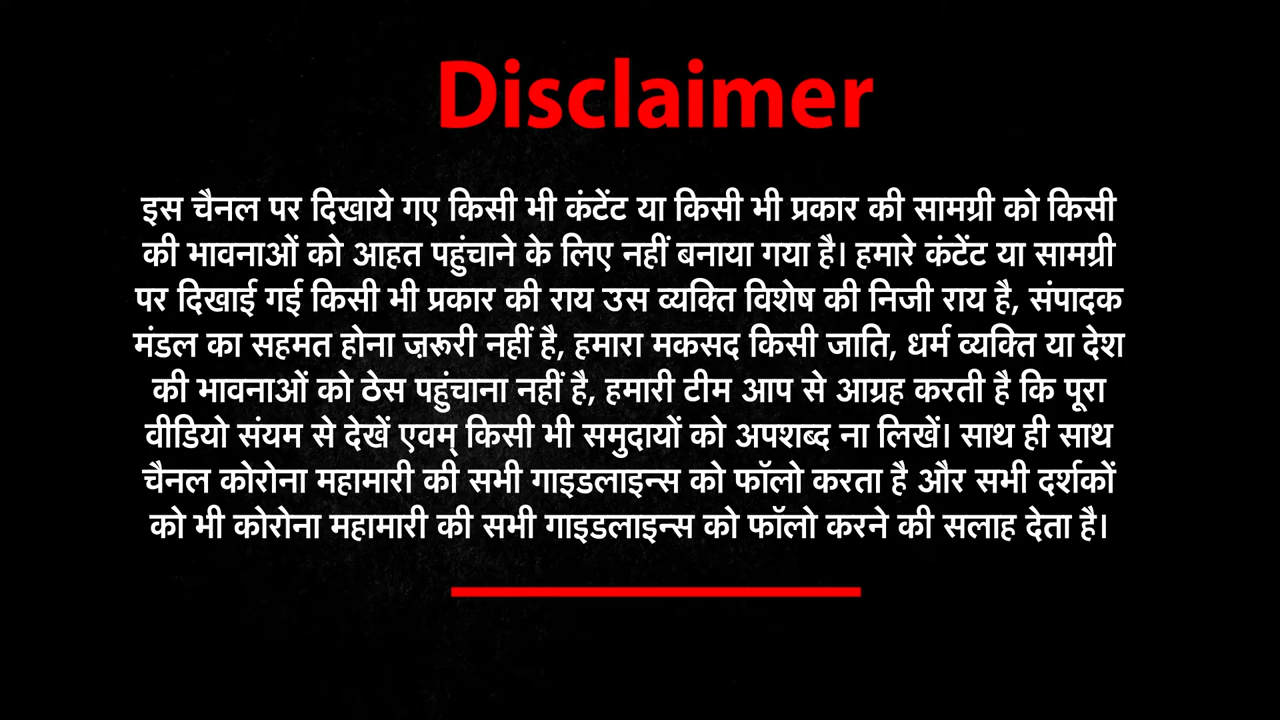 Disclaimer
इस चैनल पर दिखाये गए किसी भी कंटेंट या किसी भी प्रकार की सामग्री को किसी
की भावनाओं को आहत पहुंचाने के लिए नहीं बनाया गया है। हमारे कंटेंट या सामग्री
पर दिखाई गई किसी भी प्रकार की राय उस व्यक्ति विशेष की निजी राय है, संपादक
मंडल का सहमत होना ज़रूरी नहीं है, हमारा मकसद किसी जाति, धर्म व्यक्ति या देश
की भावनाओं को ठेस पहुंचाना नहीं है, हमारी टीम आप से आग्रह करती है कि पूरा
वीडियो संयम से देखें एवम् किसी भी समुदायों को अपशब्द ना लिखें। साथ ही साथ
चैनल कोरोना महामारी की सभी गाइडलाइन्स को फॉलो करता है और सभी दर्शकों
को भी कोरोना महामारी की सभी गाइडलाइन्स को फॉलो करने की सलाह देता है।